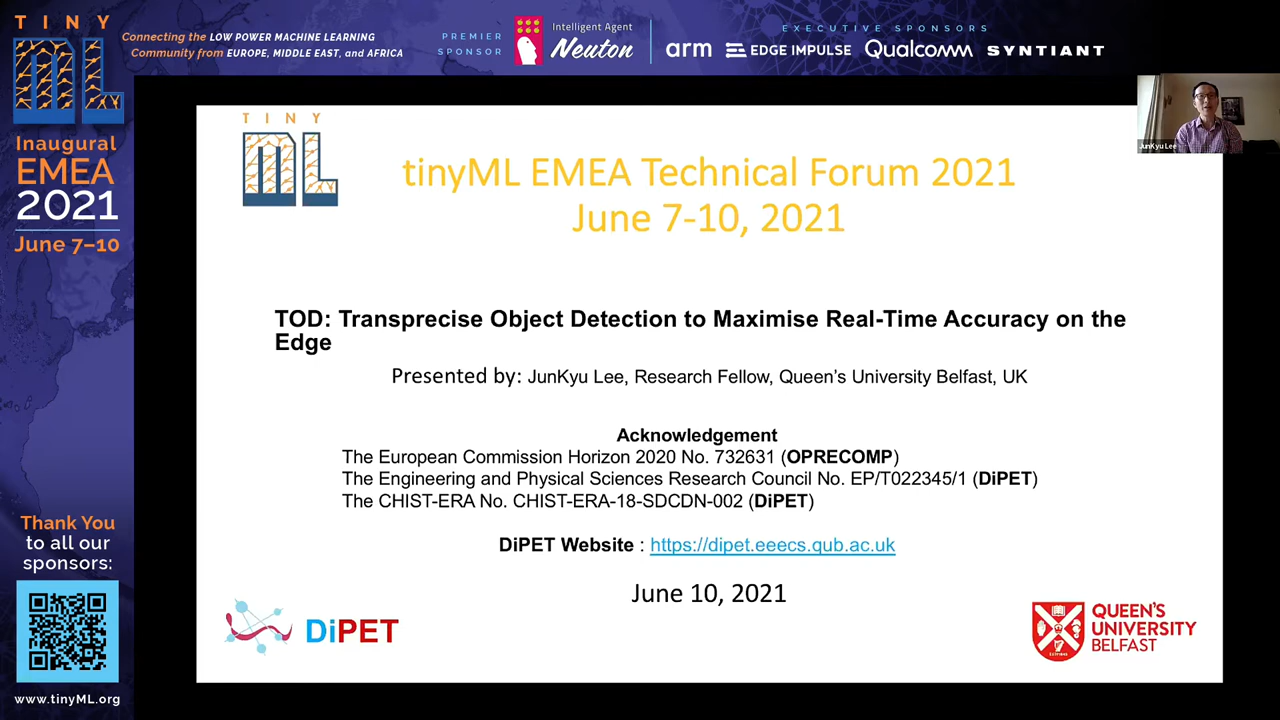 TINY
ML
Connecting the LOW POWER MACHINE LEARNING
Community from EUROPE, MIDDLE EAST, and AFRICA
PREMIER
SPONSOR
Intelligent Agent
Neuton
EXECUTIVE SPONSORS
arm
EDGE IMPULSE
Qualcomm
SYNTIANT
Inaugural
EMEA
2021
June 7–10
JunKyu Lee
TINY
ML
tinyML EMEA Technical Forum 2021
June 7-10, 2021
TOD: Transprecise Object Detection to Maximise Real-Time Accuracy on the
Edge
Presented by: JunKyu Lee, Research Fellow, Queen's University Belfast, UK
Acknowledgement
The European Commission Horizon 2020 No. 732631 (OPRECOMP)
The Engineering and Physical Sciences Research Council No. EP/T022345/1 (DiPET)
The CHIST-ERA No. CHIST-ERA-18-SDCDN-002 (DiPET)
DiPET Website : https://dipet.eeecs.qub.ac.uk
June 10, 2021
DiPET
QUEEN'S
UNIVERSITY
BELFAST
Thank You
to all our
sponsors:
www.tinyML.org